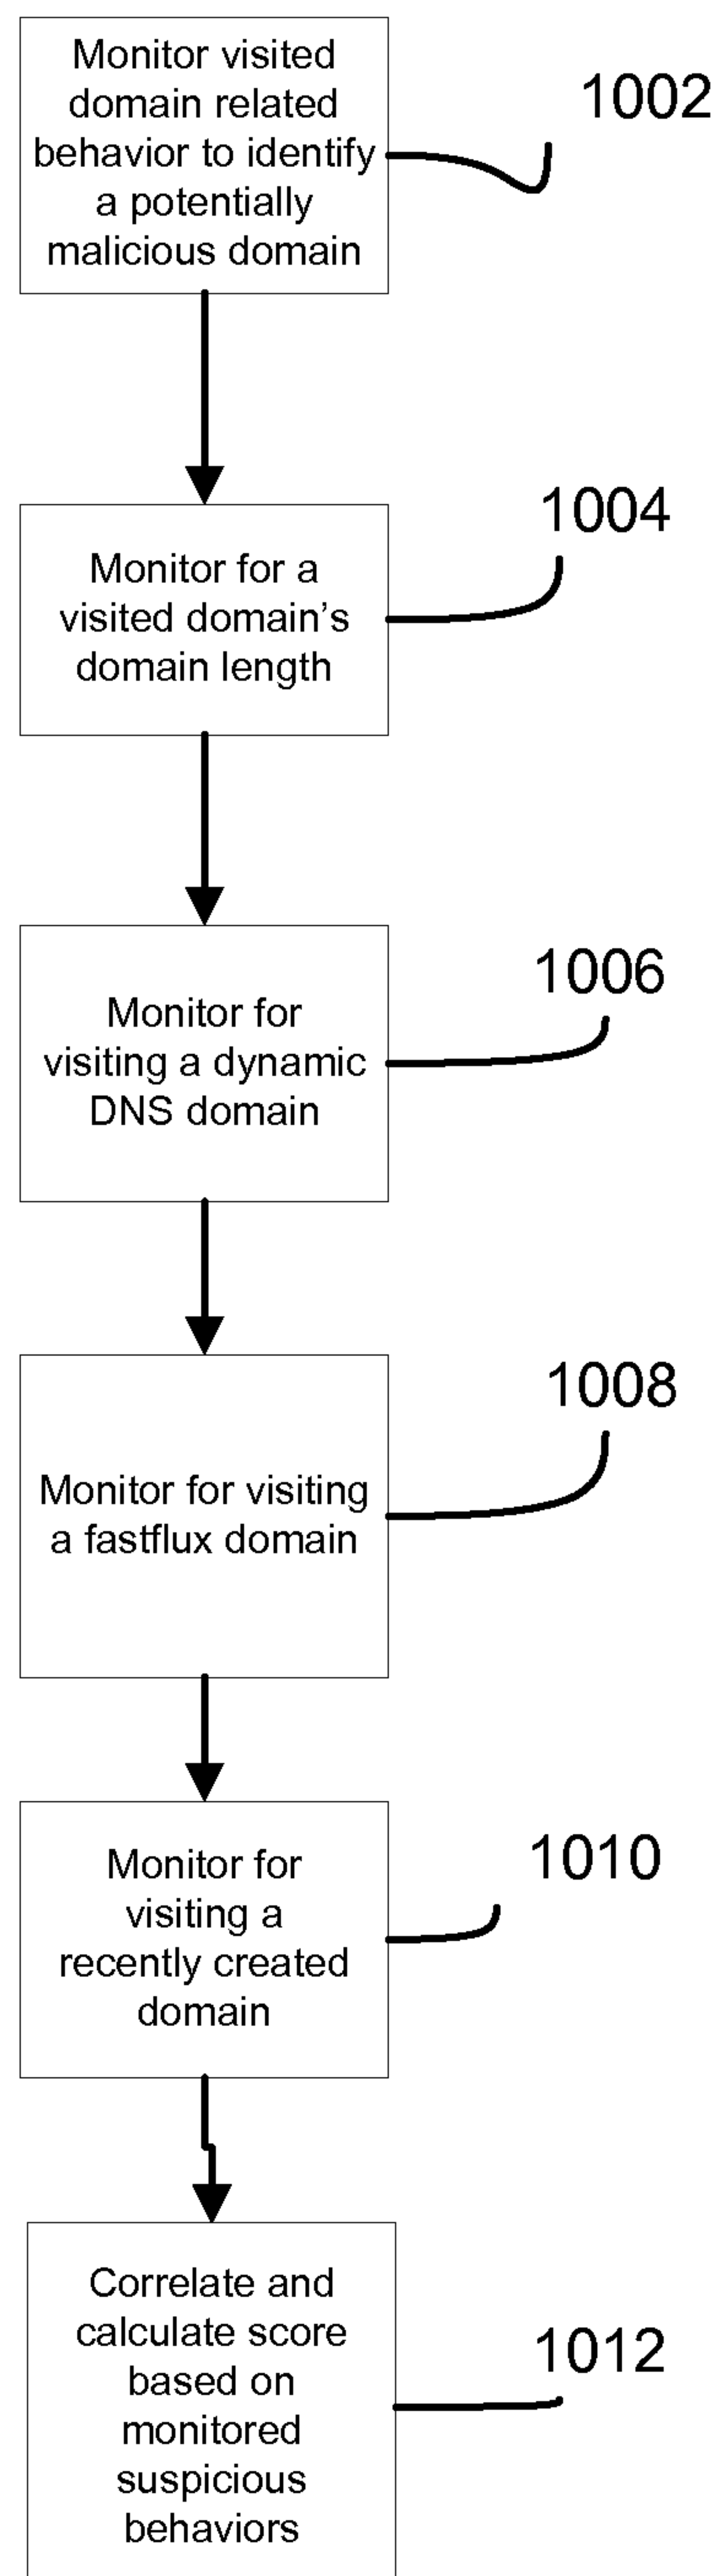 Monitor visited
domain related
behavior to identify
a potentially
malicious domain
1002
Monitor for a
visited domain’s
domain length
1004
Monitor for
visiting a dynamic
DNS domain
1006
Monitor for visiting
a fastflux domain
1008
Monitor for
visiting a
recently created
domain
1010
Correlate and
calculate score
based on
monitored
suspicious
behaviors
1012